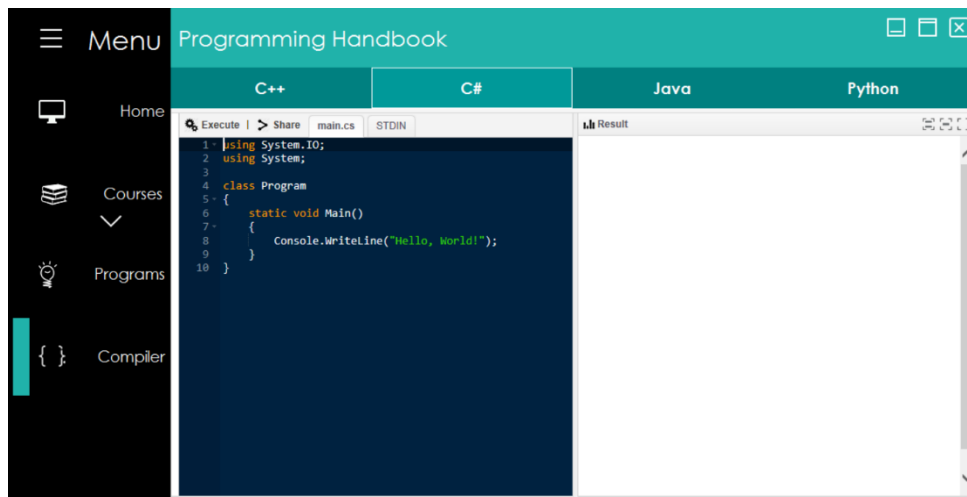 Menu
Programming Handbook
C++ C# Java Python
Home
Courses
Programs
{ }; Compiler
Execute | Share main.cs STDIN
Result
1 using System.IO;
2 using System;
3
4 class Program
5 {
6 static void Main()
7 {
8 Console.WriteLine("Hello, World!");
9 }
10 }